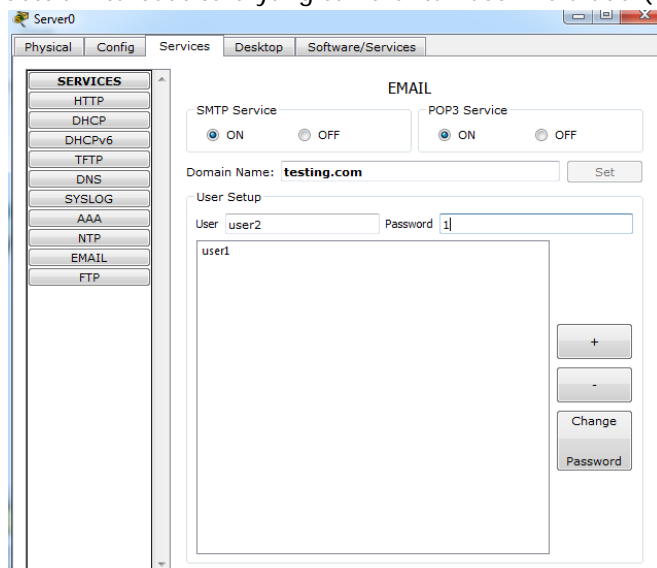 Server0
Physical Config Services Desktop Software/Services
SERVICES
HTTP
DHCP
DHCPv6
TFTP
DNS
SYSLOG
AAA
NTP
EMAIL
FTP
EMAIL
SMTP Service
ON OFF
POP3 Service
ON OFF
Domain Name: testing.com Set
User Setup
User user2 Password 1
user1
+
-
Change
Password